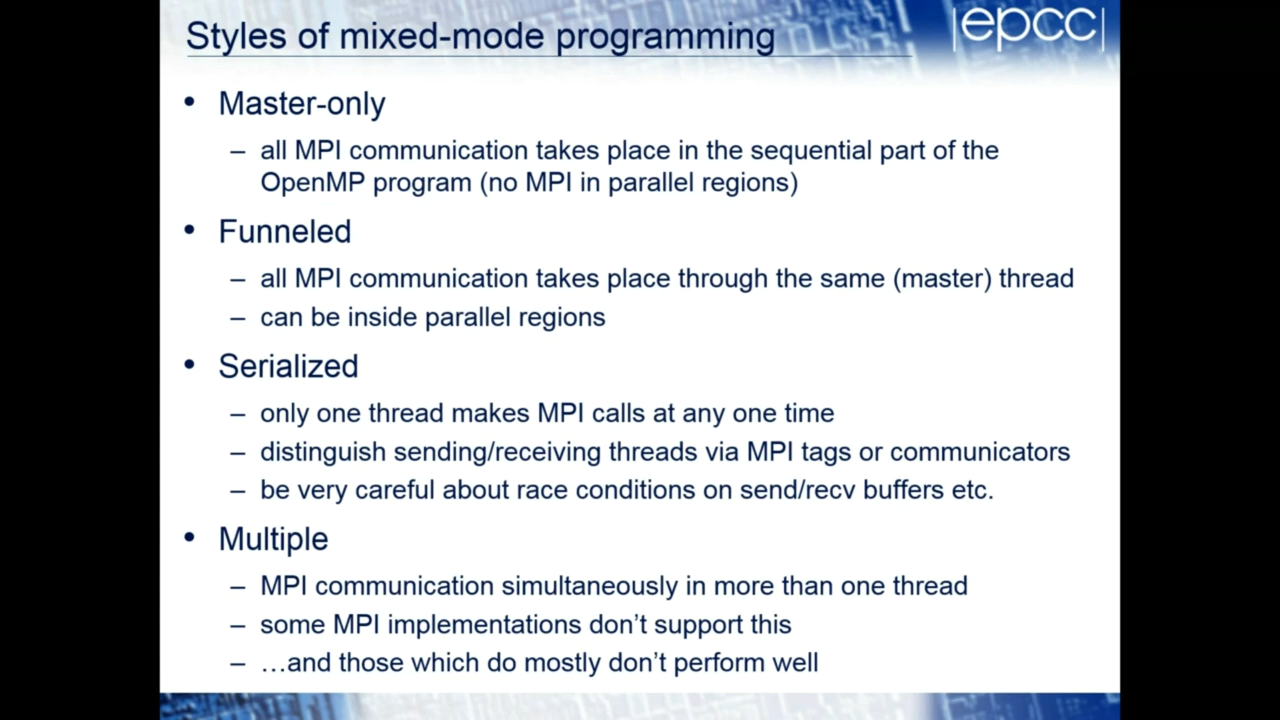 Styles of mixed-mode programming
|epcc|
• Master-only
– all MPI communication takes place in the sequential part of the
OpenMP program (no MPI in parallel regions)
• Funneled
– all MPI communication takes place through the same (master) thread
– can be inside parallel regions
• Serialized
– only one thread makes MPI calls at any one time
– distinguish sending/receiving threads via MPI tags or communicators
– be very careful about race conditions on send/recv buffers etc.
• Multiple
– MPI communication simultaneously in more than one thread
– some MPI implementations don’t support this
– …and those which do mostly don’t perform well